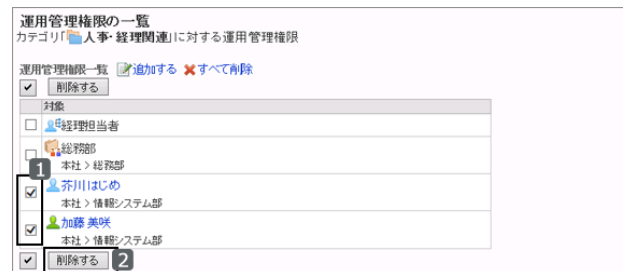 運用管理権限の一覧
カテゴリ「人事・経理関連」に対する運用管理権限
運用管理権限一覧 追加する すべて削除
削除する
対象
経理担当者
総務部
本社 > 総務部
1
芥川 はじめ
本社 > 情報システム部
加藤 美咲
本社 > 情報システム部
削除する 2